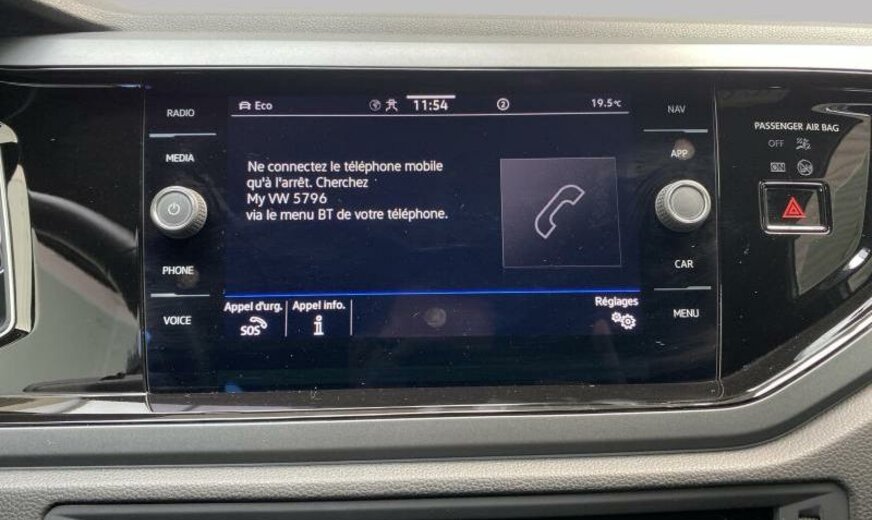 RADIO
MEDIA
PHONE
VOICE
Eco
11:54
2
19.5°C
Ne connectez le téléphone mobile
qu'à l'arrêt. Cherchez
My VW 5796
via le menu BT de votre téléphone.
Appel d'urg.
SOS
Appel info.
i
Réglages
NAV
APP
CAR
MENU
PASSENGER AIR BAG
OFF
ON